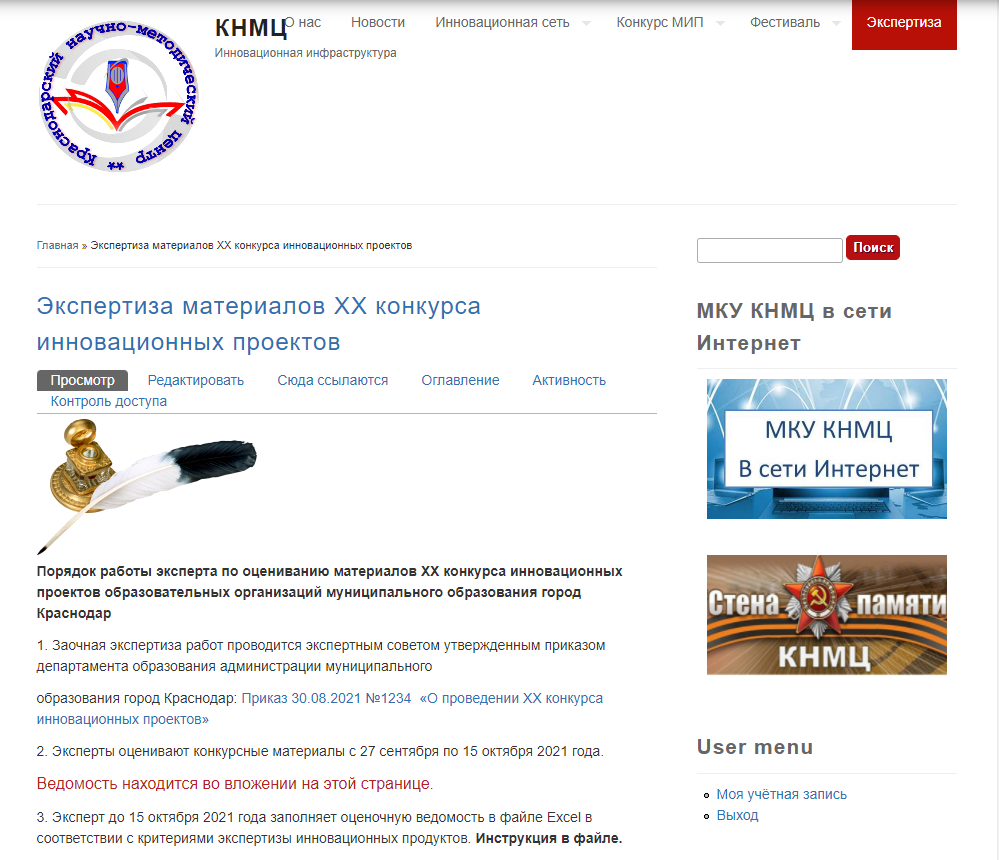 Краснодарский научно-методический центр **
КНМЦ
Инновационная инфраструктура
О нас
Новости
Инновационная сеть
Конкурс МИП
Фестиваль
Экспертиза
Главная » Экспертиза материалов XX конкурса инновационных проектов
Экспертиза материалов XX конкурса
инновационных проектов
Просмотр
Редактировать
Сюда ссылаются
Оглавление
Активность
Контроль доступа
Порядок работы эксперта по оцениванию материалов XX конкурса инновационных
проектов образовательных организаций муниципального образования город
Краснодар
1. Заочная экспертиза работ проводится экспертным советом утвержденным приказом
департамента образования администрации муниципального
образования город Краснодар: Приказ 30.08.2021 №1234 «О проведении XX конкурса
инновационных проектов»
2. Эксперты оценивают конкурсные материалы с 27 сентября по 15 октября 2021 года.
Ведомость находится во вложении на этой странице.
3. Эксперт до 15 октября 2021 года заполняет оценочную ведомость в файле Excel в
соответствии с критериями экспертизы инновационных продуктов. Инструкция в файле.
Поиск
МКУ КНМЦ в сети
Интернет
МКУ КНМЦ
В сети Интернет
Стена памяти
КНМЦ
User menu
Моя учётная запись
Выход